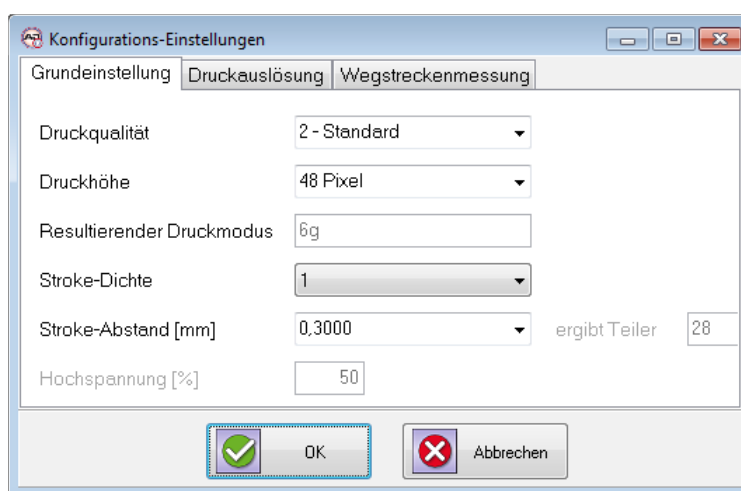 Konfigurations-Einstellungen
Grundeinstellung Druckauslösung Wegstreckenmessung
Druckqualität 2 - Standard
Druckhöhe 48 Pixel
Resultierender Druckmodus 6g
Stroke-Dichte 1
Stroke-Abstand [mm] 0,3000 ergibt Teiler 28
Hochspannung [%] 50
OK Abbrechen